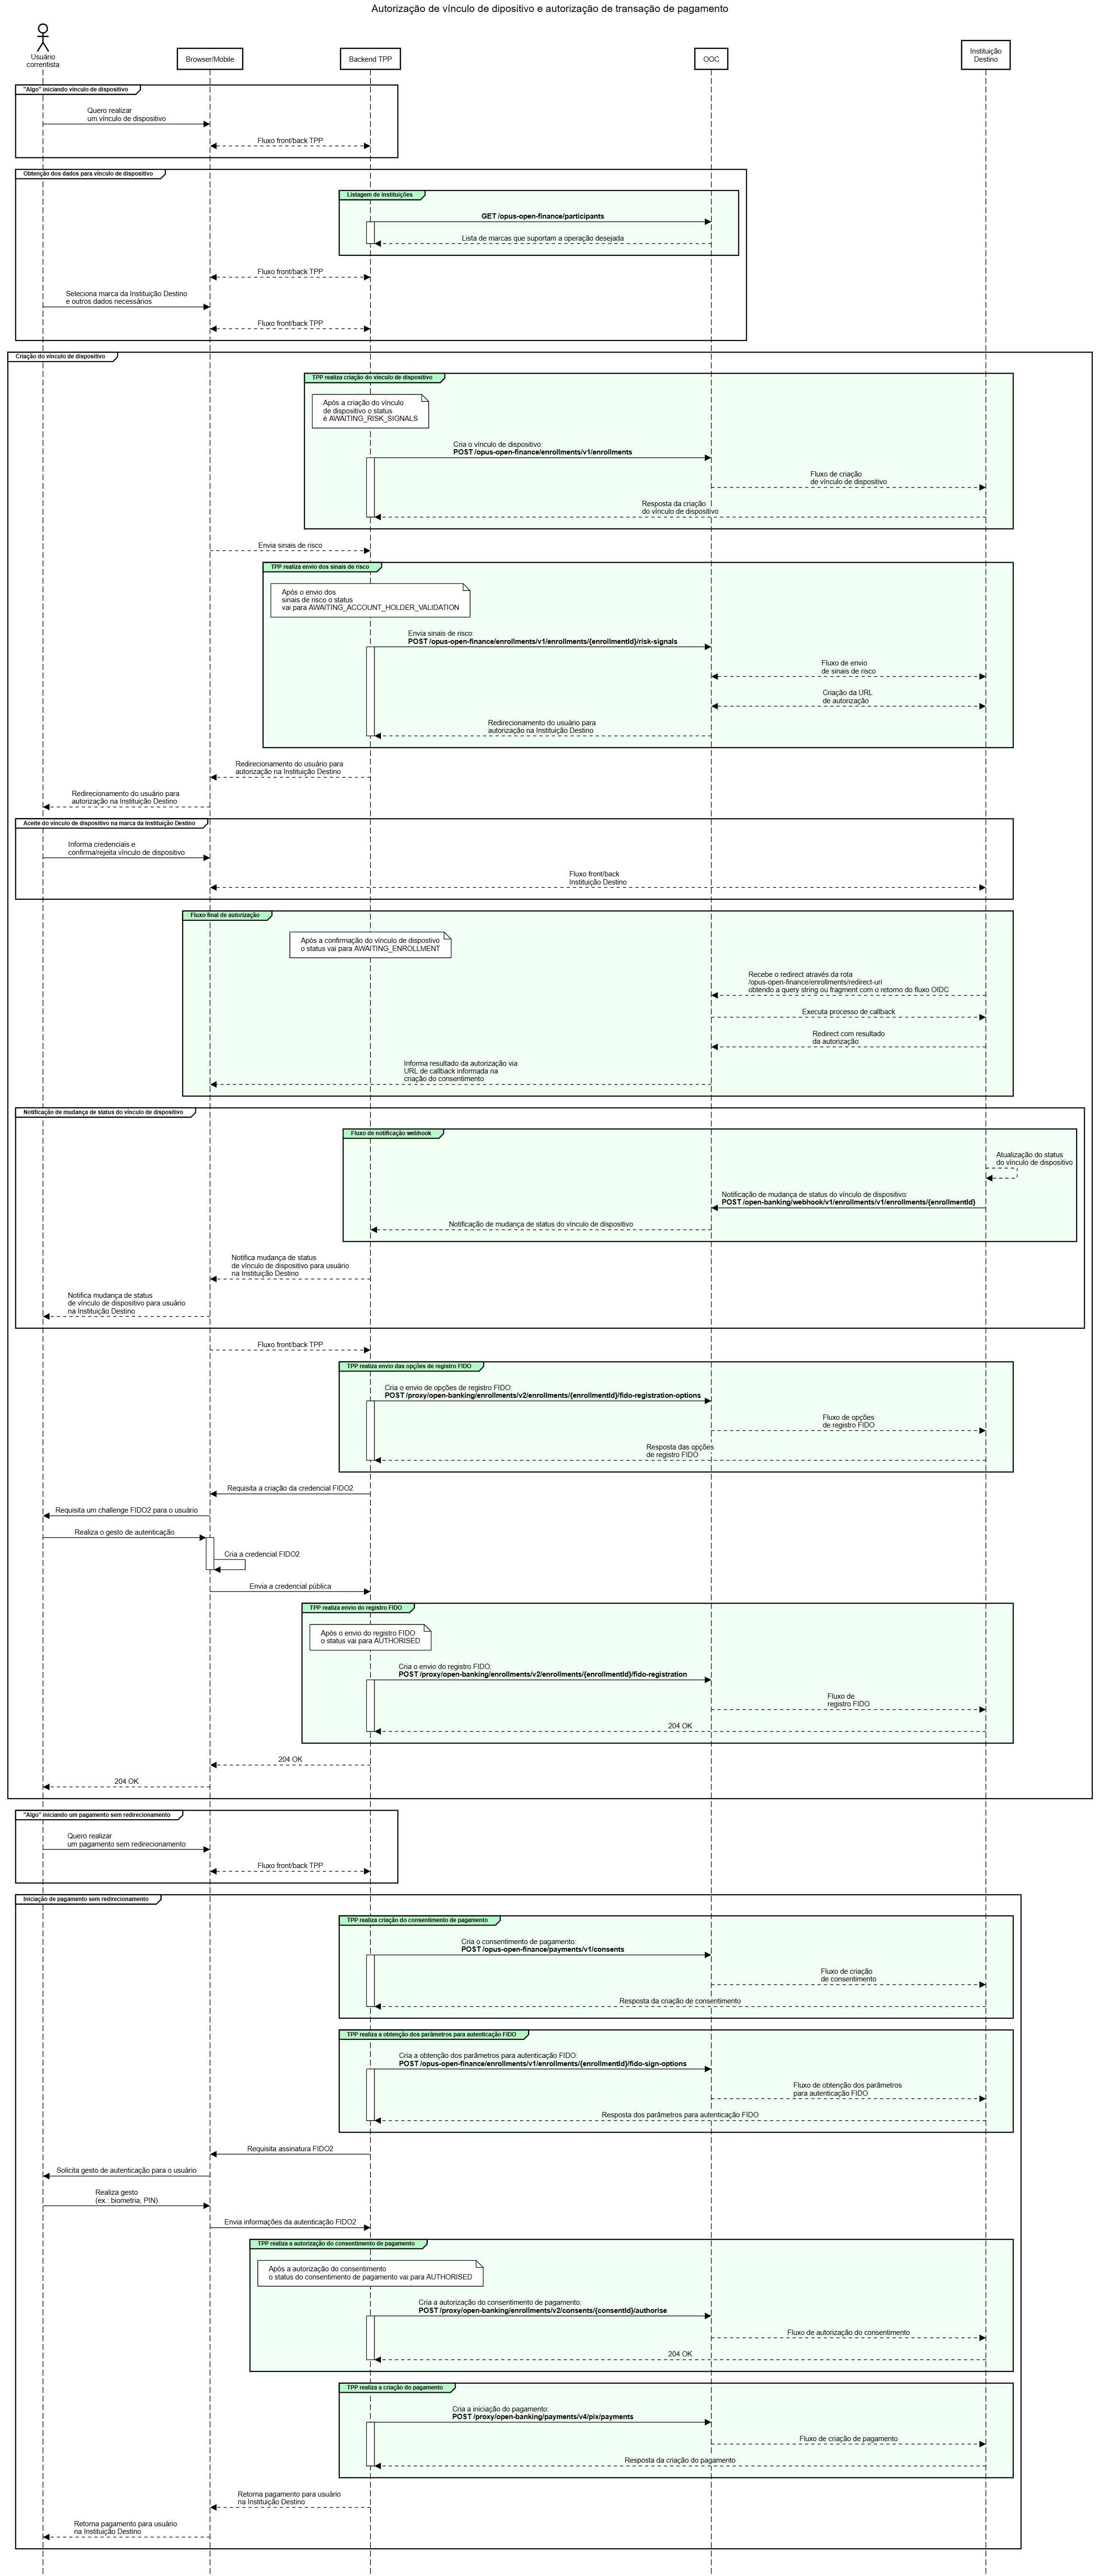 Autorização de vínculo de dipositivo e autorização de transação de pagamento
Usuário
correntista
Browser/Mobile
Backend TPP
OOC
Instituição
Destino
"Algo" iniciando vínculo de dispositivo
Quero realizar
um vínculo de dispositivo
Fluxo front/back TPP
Obtenção dos dados para vínculo de dispositivo
Listagem de instituições
GET /opus-open-finance/participants
Lista de marcas que suportam a operação desejada
Fluxo front/back TPP
Seleciona marca da Instituição Destino
e outros dados necessários
Fluxo front/back TPP
Criação do vínculo de dispositivo
TPP realiza criação do vínculo de dispositivo
Após a criação do vínculo
de dispositivo o status
é AWAITING_RISK_SIGNALS
Cria o vínculo de dispositivo:
POST /opus-open-finance/enrollments/v1/enrollments
Fluxo de criação
de vínculo de dispositivo
Resposta da criação
do vínculo de dispositivo
Envia sinais de risco
TPP realiza envio dos sinais de risco
Após o envio dos
sinais de risco o status
vai para AWAITING_ACCOUNT_HOLDER_VALIDATION
Envia sinais de risco:
POST /opus-open-finance/enrollments/v1/enrollments/{enrollmentId}/risk-signals
Fluxo de envio
de sinais de risco
Criação da URL
de autorização
Redirecionamento do usuário para
autorização na Instituição Destino
Redirecionamento do usuário para
autorização na Instituição Destino
Redirecionamento do usuário para
autorização na Instituição Destino
Aceite do vínculo de dispositivo na marca da Instituição Destino
Informa credenciais e
confirma/rejeita vínculo de dispositivo
Fluxo front/back
Instituição Destino
Fluxo final de autorização
Após a confirmação do vínculo de dispostivo
o status vai para AWAITING_ENROLLMENT
Recebe o redirect através da rota
/opus-open-finance/enrollments/redirect-uri
obtendo a query string ou fragment com o retorno do fluxo OIDC
Executa processo de callback
Redirect com resultado
da autorização
Informa resultado da autorização via
URL de callback informada na
criação do consentimento
Notificação de mudança de status do vínculo de dispositivo
Fluxo de notificação webhook
Atualização do status
do vínculo de dispositivo
Notificação de mudança de status do vínculo de dispositivo:
POST /open-banking/webhook/v1/enrollments/v1/enrollments/{enrollmentId}
Notificação de mudança de status do vínculo de dispositivo
Notifica mudança de status
de vínculo de dispositivo para usuário
na Instituição Destino
Notifica mudança de status
de vínculo de dispositivo para usuário
na Instituição Destino
Fluxo front/back TPP
TPP realiza envio das opções de registro FIDO
Cria o envio de opções de registro FIDO:
POST /proxy/open-banking/enrollments/v2/enrollments/{enrollmentId}/fido-registration-options
Fluxo de opções
de registro FIDO
Resposta das opções
de registro FIDO
Requisita a criação da credencial FIDO2
Requisita um challenge FIDO2 para o usuário
Realiza o gesto de autenticação
Cria a credencial FIDO2
Envia a credencial pública
TPP realiza envio do registro FIDO
Após o envio do registro FIDO
o status vai para AUTHORISED
Cria o envio do registro FIDO:
POST /proxy/open-banking/enrollments/v2/enrollments/{enrollmentId}/fido-registration
Fluxo de
registro FIDO
204 OK
204 OK
204 OK
"Algo" iniciando um pagamento sem redirecionamento
Quero realizar
um pagamento sem redirecionamento
Fluxo front/back TPP
Iniciação de pagamento sem redirecionamento
TPP realiza criação do consentimento de pagamento
Cria o consentimento de pagamento:
POST /opus-open-finance/payments/v1/consents
Fluxo de criação
de consentimento
Resposta da criação de consentimento
TPP realiza a obtenção dos parâmetros para autenticação FIDO
Cria a obtenção dos parâmetros para autenticação FIDO:
POST /opus-open-finance/enrollments/v1/enrollments/{enrollmentId}/fido-sign-options
Fluxo de obtenção dos parâmetros
para autenticação FIDO
Resposta dos parâmetros para autenticação FIDO
Requisita assinatura FIDO2
Solicita gesto de autenticação para o usuário
Realiza gesto
(ex.: biometria, PIN)
Envia informações da autenticação FIDO2
TPP realiza a autorização do consentimento de pagamento
Após a autorização do consentimento
o status do consentimento de pagamento vai para AUTHORISED
Cria a autorização do consentimento de pagamento:
POST /proxy/open-banking/enrollments/v2/consents/{consentId}/authorise
Fluxo de autorização do consentimento
204 OK
TPP realiza a criação do pagamento
Cria a iniciação do pagamento:
POST /proxy/open-banking/payments/v4/pix/payments
Fluxo de criação de pagamento
Resposta da criação do pagamento
Retorna pagamento para usuário
na Instituição Destino
Retorna pagamento para usuário
na Instituição Destino